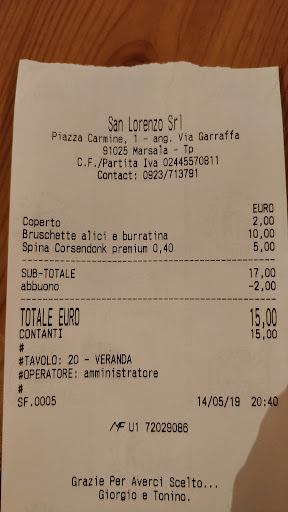 San Lorenzo Srl
Piazza Carmine, 1 - ang. Via Garraffa
91025 Marsala - Tp
C.F./Partita Iva 02445570811
Contact: 0923/713791
EURO
Coperto 2,00
Bruschette alici e burratina 10,00
Spina Corsendonk premium 0,40 5,00
SUB-TOTALE 17,00
abbuono -2,00
TOTALE EURO 15,00
CONTANTI 15,00
#
#TAVOLO: 20 - VERANDA
#OPERATORE: amministratore
#
SF.0005 14/05/19 20:40
MF U1 72029086
Grazie Per Averci Scelto...
Giorgio e Tonino.